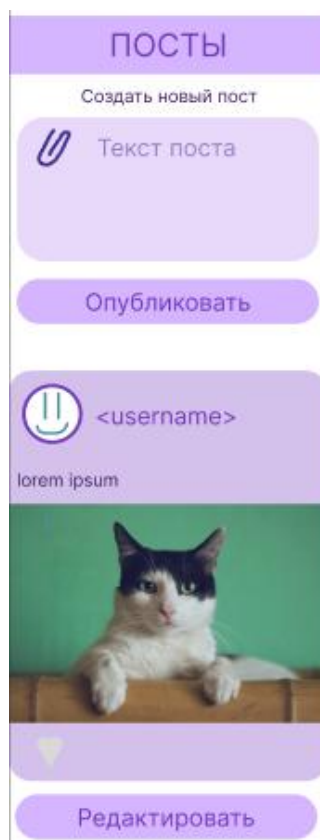 ПОСТЫ
Создать новый пост
Текст поста
Опубликовать
<username>
lorem ipsum
Редактировать